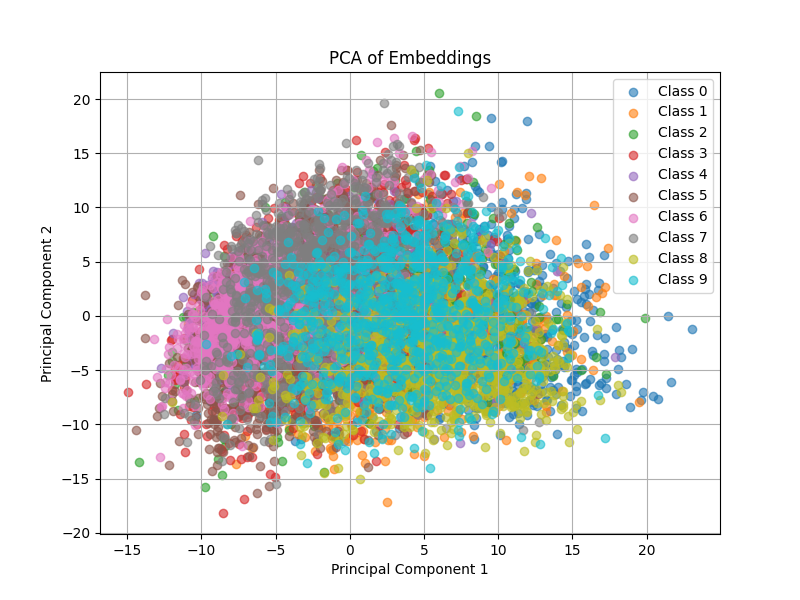 PCA of Embeddings
Class 0
Class 1
Class 2
Class 3
Class 4
Class 5
Class 6
Class 7
Class 8
Class 9
Principal Component 2
20
15
10
5
0
−5
−10
−15
−20
−15 −10 −5 0 5 10 15 20
Principal Component 1